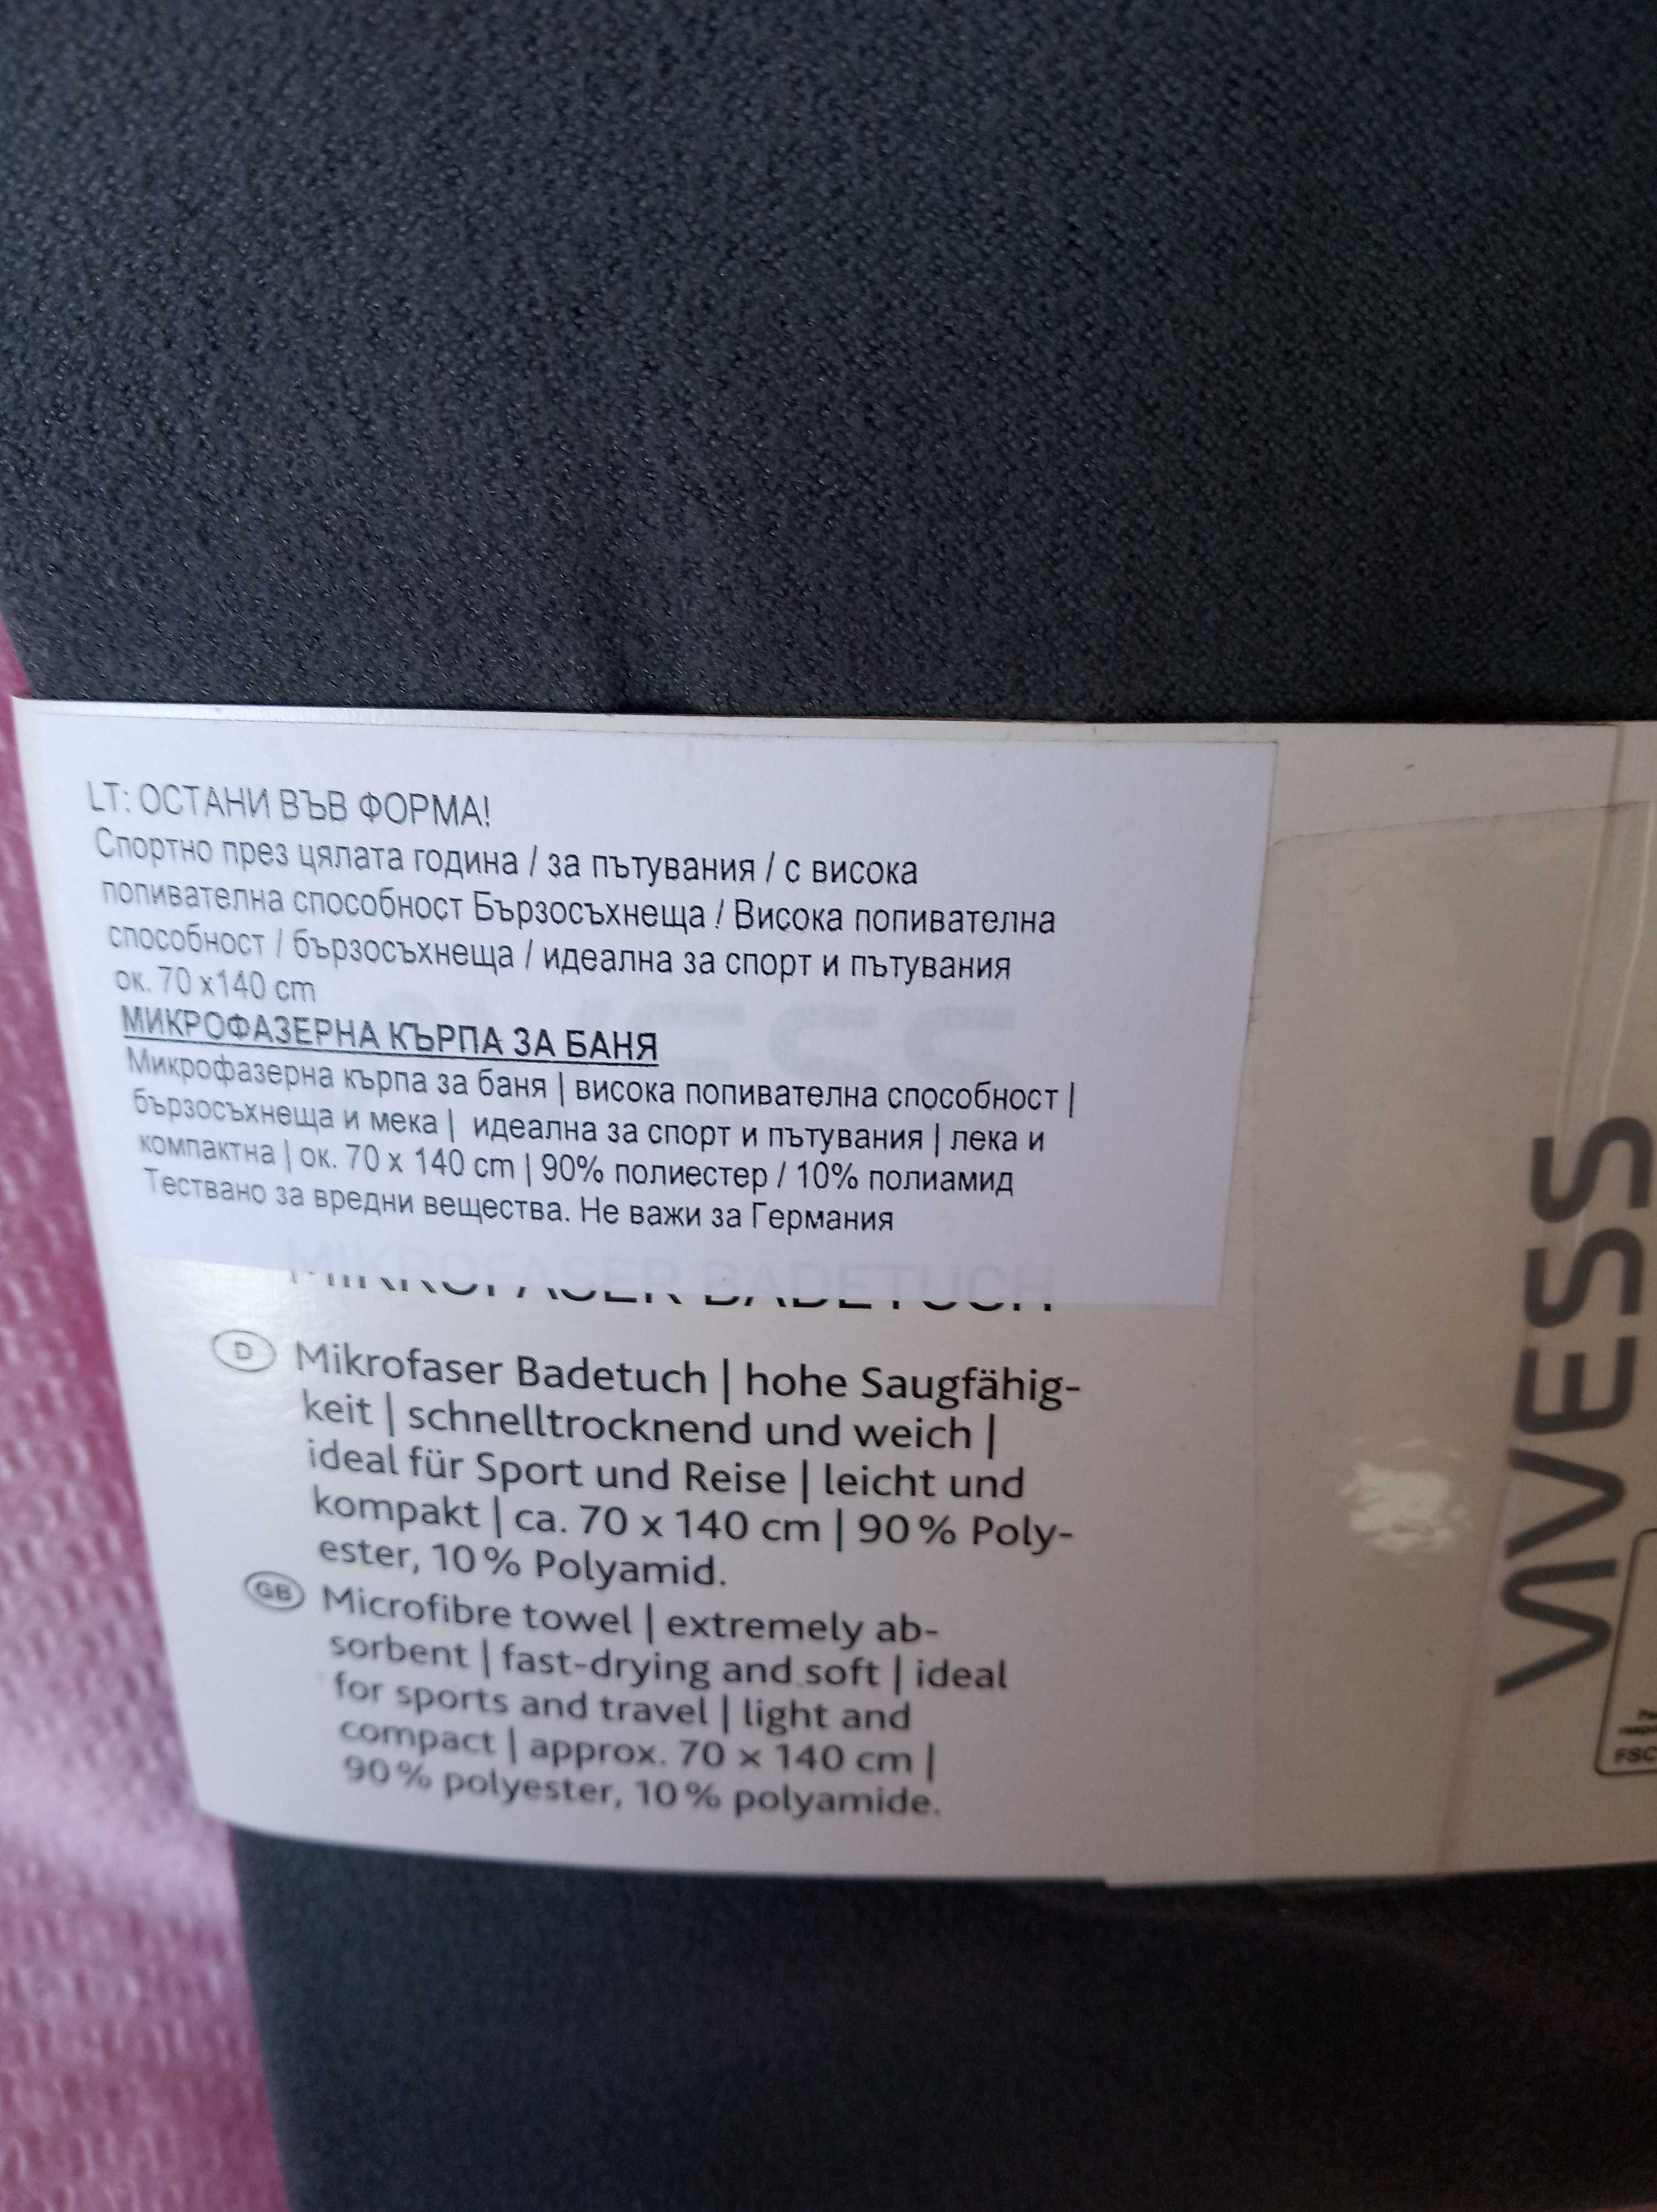 LT: ОСТАНИ ВЪВ ФОРМА!
Спортно през цялата година / за пътувания / с висока
попивателна способност Бързосъхнеща / Висока попивателна
способност / бързосъхнеща / идеална за спорт и пътувания
ок. 70 x140 cm
МИКРОФАЗЕРНА КЪРПА ЗА БАНЯ
Микрофазерна кърпа за баня | висока попивателна способност |
бързосъхнеща и мека | идеална за спорт и пътувания | лека и
компактна | ок. 70 x 140 cm | 90% полиестер / 10% полиамид
Тествано за вредни вещества. Не важи за Германия
MIKROFASER BADETUCH
D Mikrofaser Badetuch | hohe Saugfähig-
keit | schnelltrocknend und weich |
ideal für Sport und Reise | leicht und
kompakt | ca. 70 x 140 cm | 90 % Poly-
ester, 10 % Polyamid.
GB Microfibre towel | extremely ab-
sorbent | fast-drying and soft | ideal
for sports and travel | light and
compact | approx. 70 x 140 cm |
90 % polyester, 10 % polyamide.
VIVESS
FSC